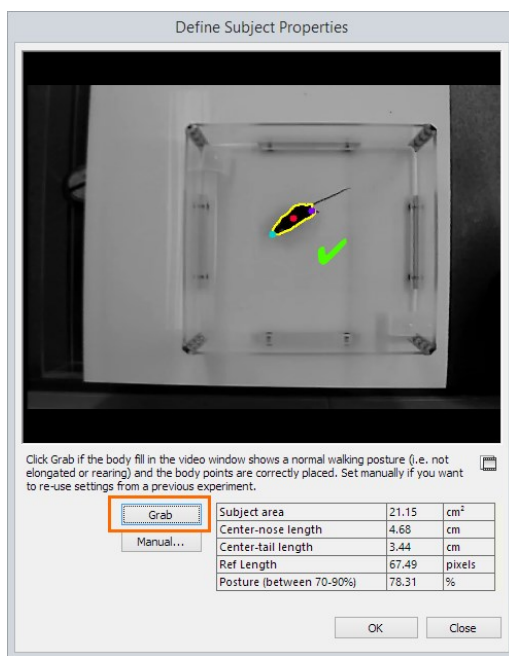 Define Subject Properties
Click Grab if the body fill in the video window shows a normal walking posture (i.e. not
elongated or rearing) and the body points are correctly placed. Set manually if you want
to re-use settings from a previous experiment.
Grab
Manual...
Subject area 21.15 cm²
Center-nose length 4.68 cm
Center-tail length 3.44 cm
Ref Length 67.49 pixels
Posture (between 70-90%) 78.31 %
OK Close